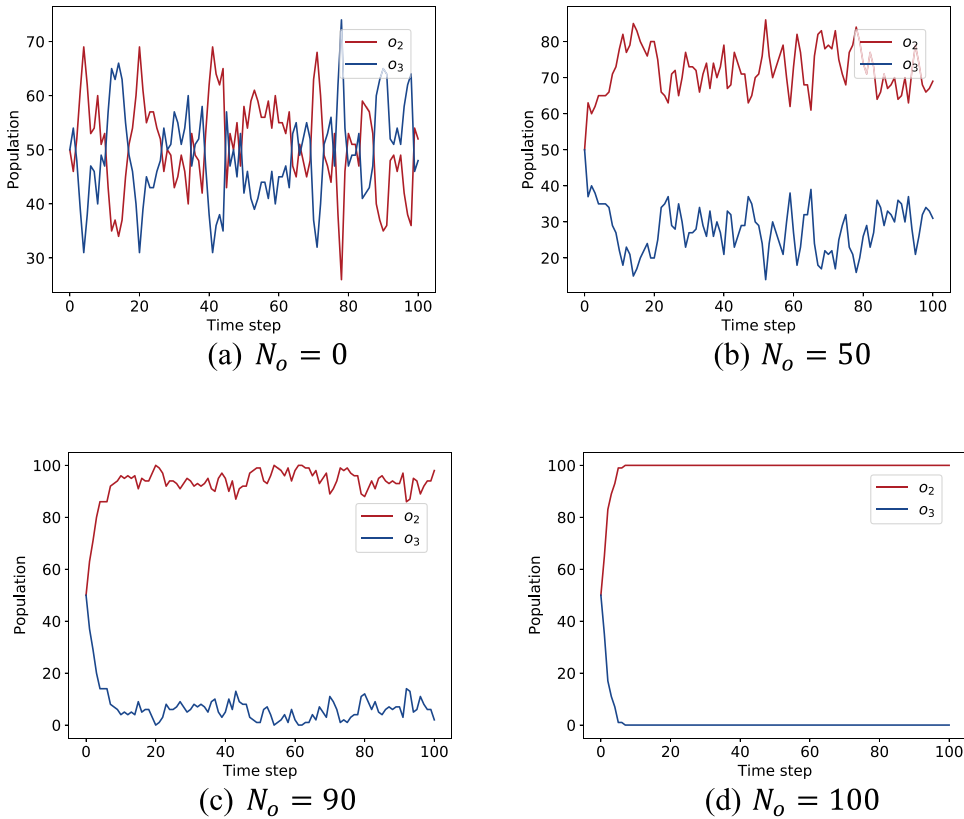 70
60
50
40
30
Population
0
20
40
60
80
100
Time step
o₂
o₃
(a) Nₒ = 0
80
70
60
50
40
30
20
Population
0
20
40
60
80
100
Time step
o₂
o₃
(b) Nₒ = 50
100
80
60
40
20
0
Population
0
20
40
60
80
100
Time step
o₂
o₃
(c) Nₒ = 90
100
80
60
40
20
0
Population
0
20
40
60
80
100
Time step
o₂
o₃
(d) Nₒ = 100